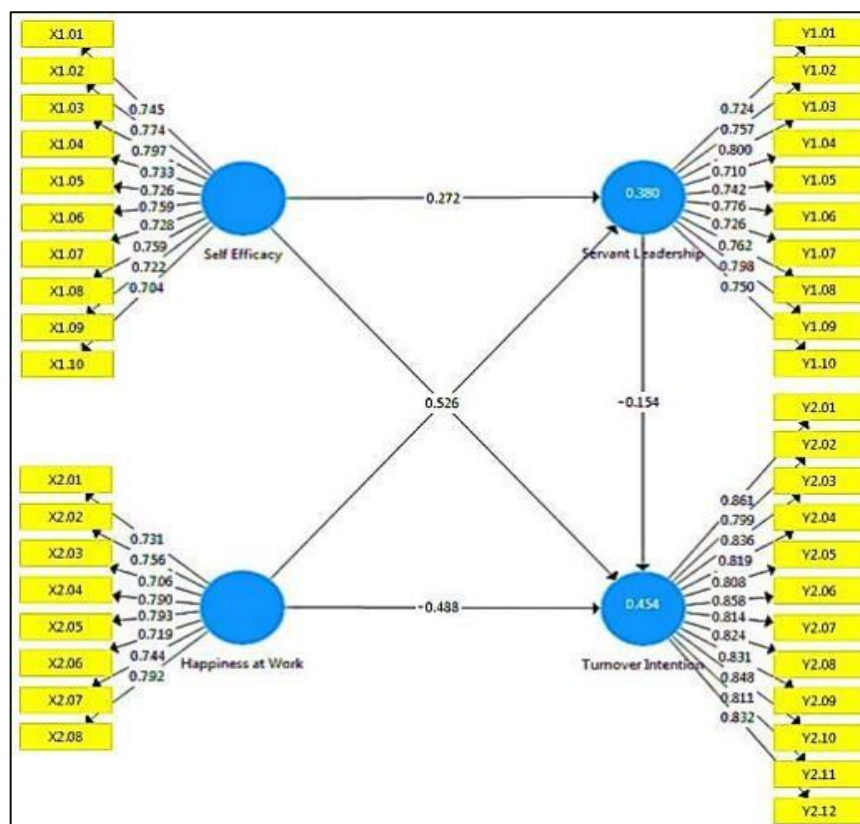 X1.01
X1.02
X1.03
X1.04
X1.05
X1.06
X1.07
X1.08
X1.09
X1.10
0.745
0.774
0.797
0.733
0.726
0.759
0.728
0.759
0.722
0.704
Self Efficacy
0.272
0.380
Servant Leadership
0.724
0.757
0.800
0.710
0.742
0.776
0.726
0.762
0.798
0.750
Y1.01
Y1.02
Y1.03
Y1.04
Y1.05
Y1.06
Y1.07
Y1.08
Y1.09
Y1.10
0.526
-0.154
X2.01
X2.02
X2.03
X2.04
X2.05
X2.06
X2.07
X2.08
0.731
0.756
0.706
0.790
0.793
0.719
0.744
0.792
Happiness at Work
-0.488
0.454
Turnover Intention
0.861
0.799
0.836
0.819
0.808
0.858
0.814
0.824
0.831
0.848
0.811
0.832
Y2.01
Y2.02
Y2.03
Y2.04
Y2.05
Y2.06
Y2.07
Y2.08
Y2.09
Y2.10
Y2.11
Y2.12